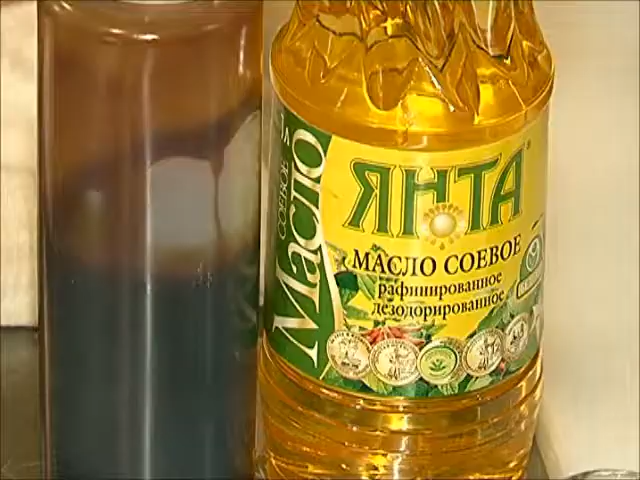 ЯНТА
МАСЛО СОЕВОЕ
рафинированное
дезодорированное
Масло
СОЕВОЕ